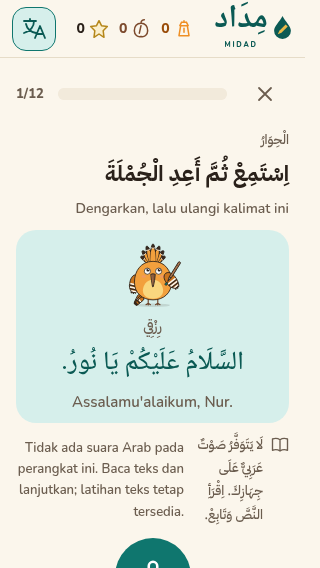 0 0 0 مِدَاد
MIDAD
1/12
الْحِوَارُ
اِسْتَمِعْ ثُمَّ أَعِدِ الْجُمْلَةَ
Dengarkan, lalu ulangi kalimat ini
رِزْقِي
السَّلَامُ عَلَيْكُمْ يَا نُورُ.
Assalamu'alaikum, Nur.
لَا يَتَوَفَّرُ صَوْتٌ
عَرَبِيٌّ عَلَى
جِهَازِكَ. اِقْرَأْ
النَّصَّ وَتَابِعْ.
Tidak ada suara Arab pada
perangkat ini. Baca teks dan
lanjutkan; latihan teks tetap
tersedia.